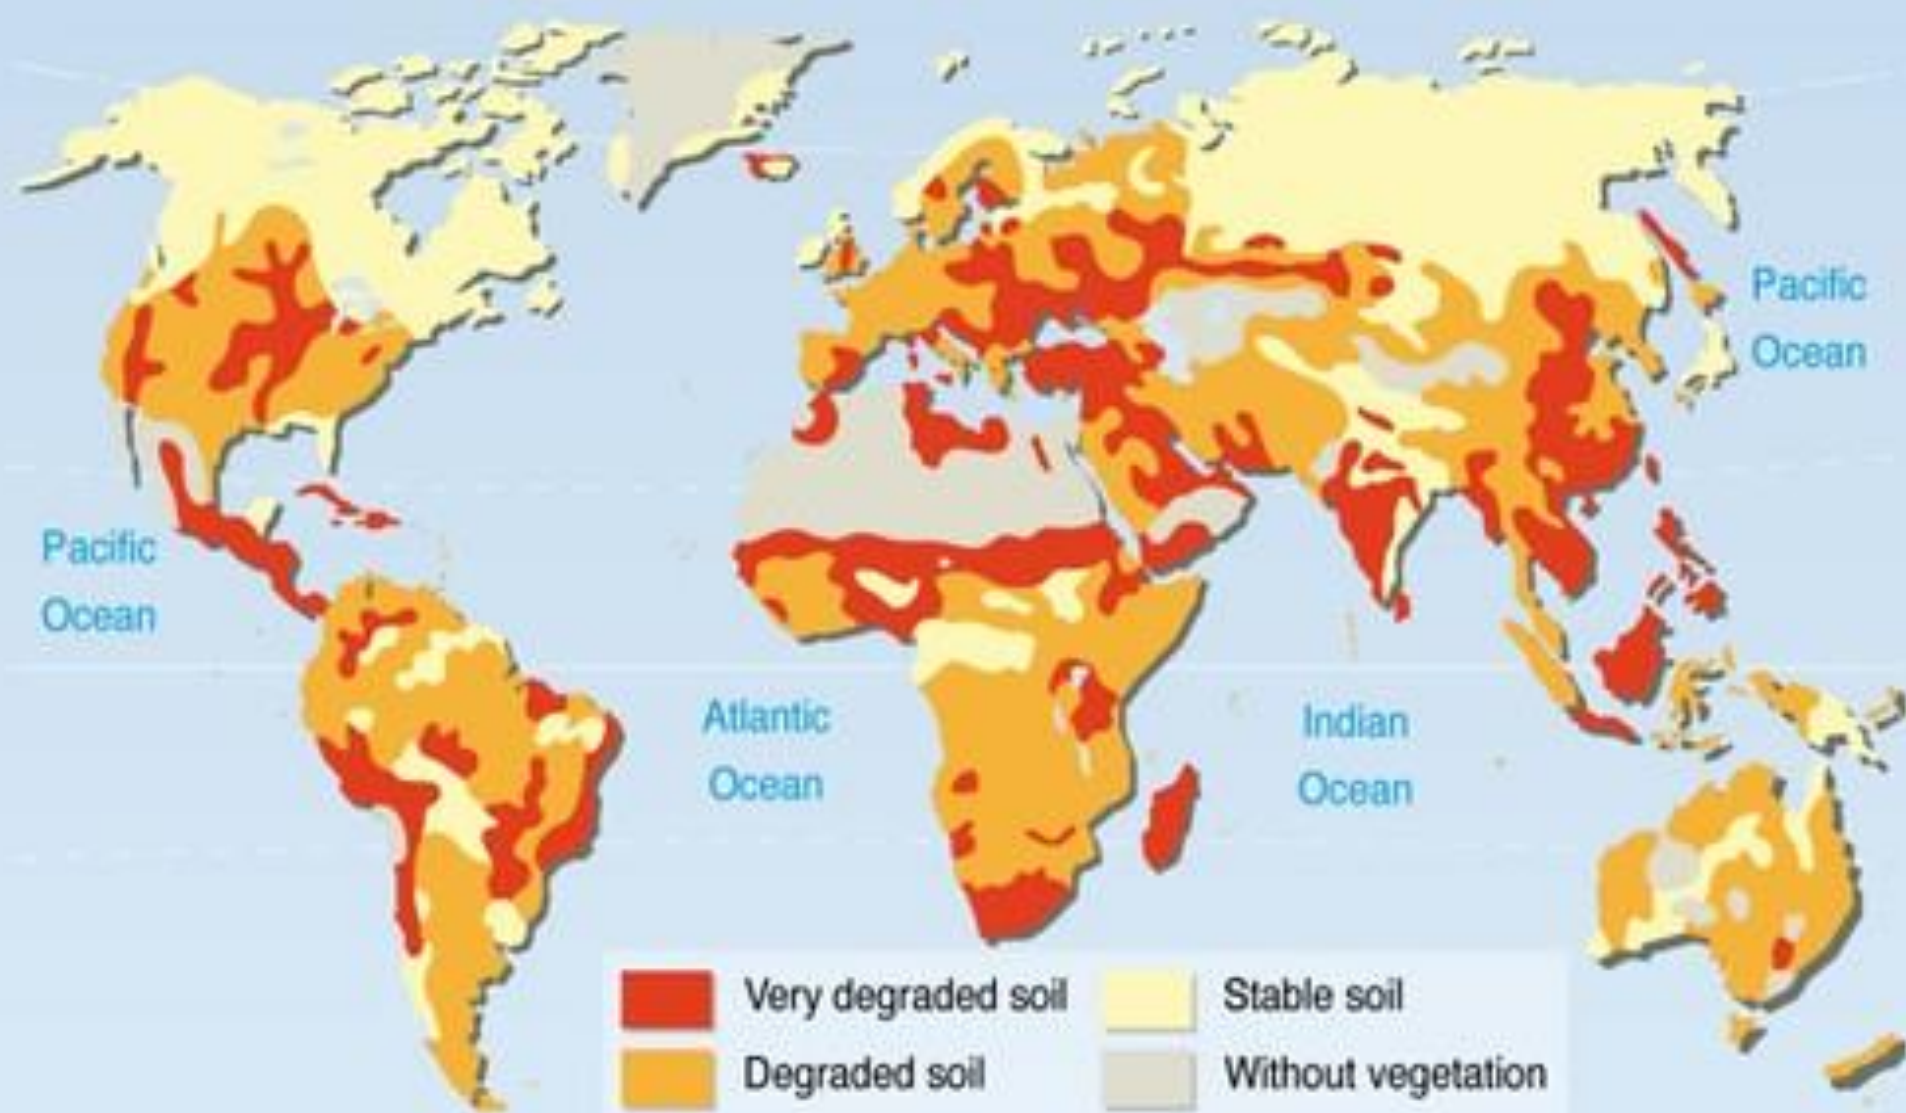 Pacific
Ocean
Pacific
Ocean
Atlantic
Ocean
Indian
Ocean
Very degraded soil
Stable soil
Degraded soil
Without vegetation